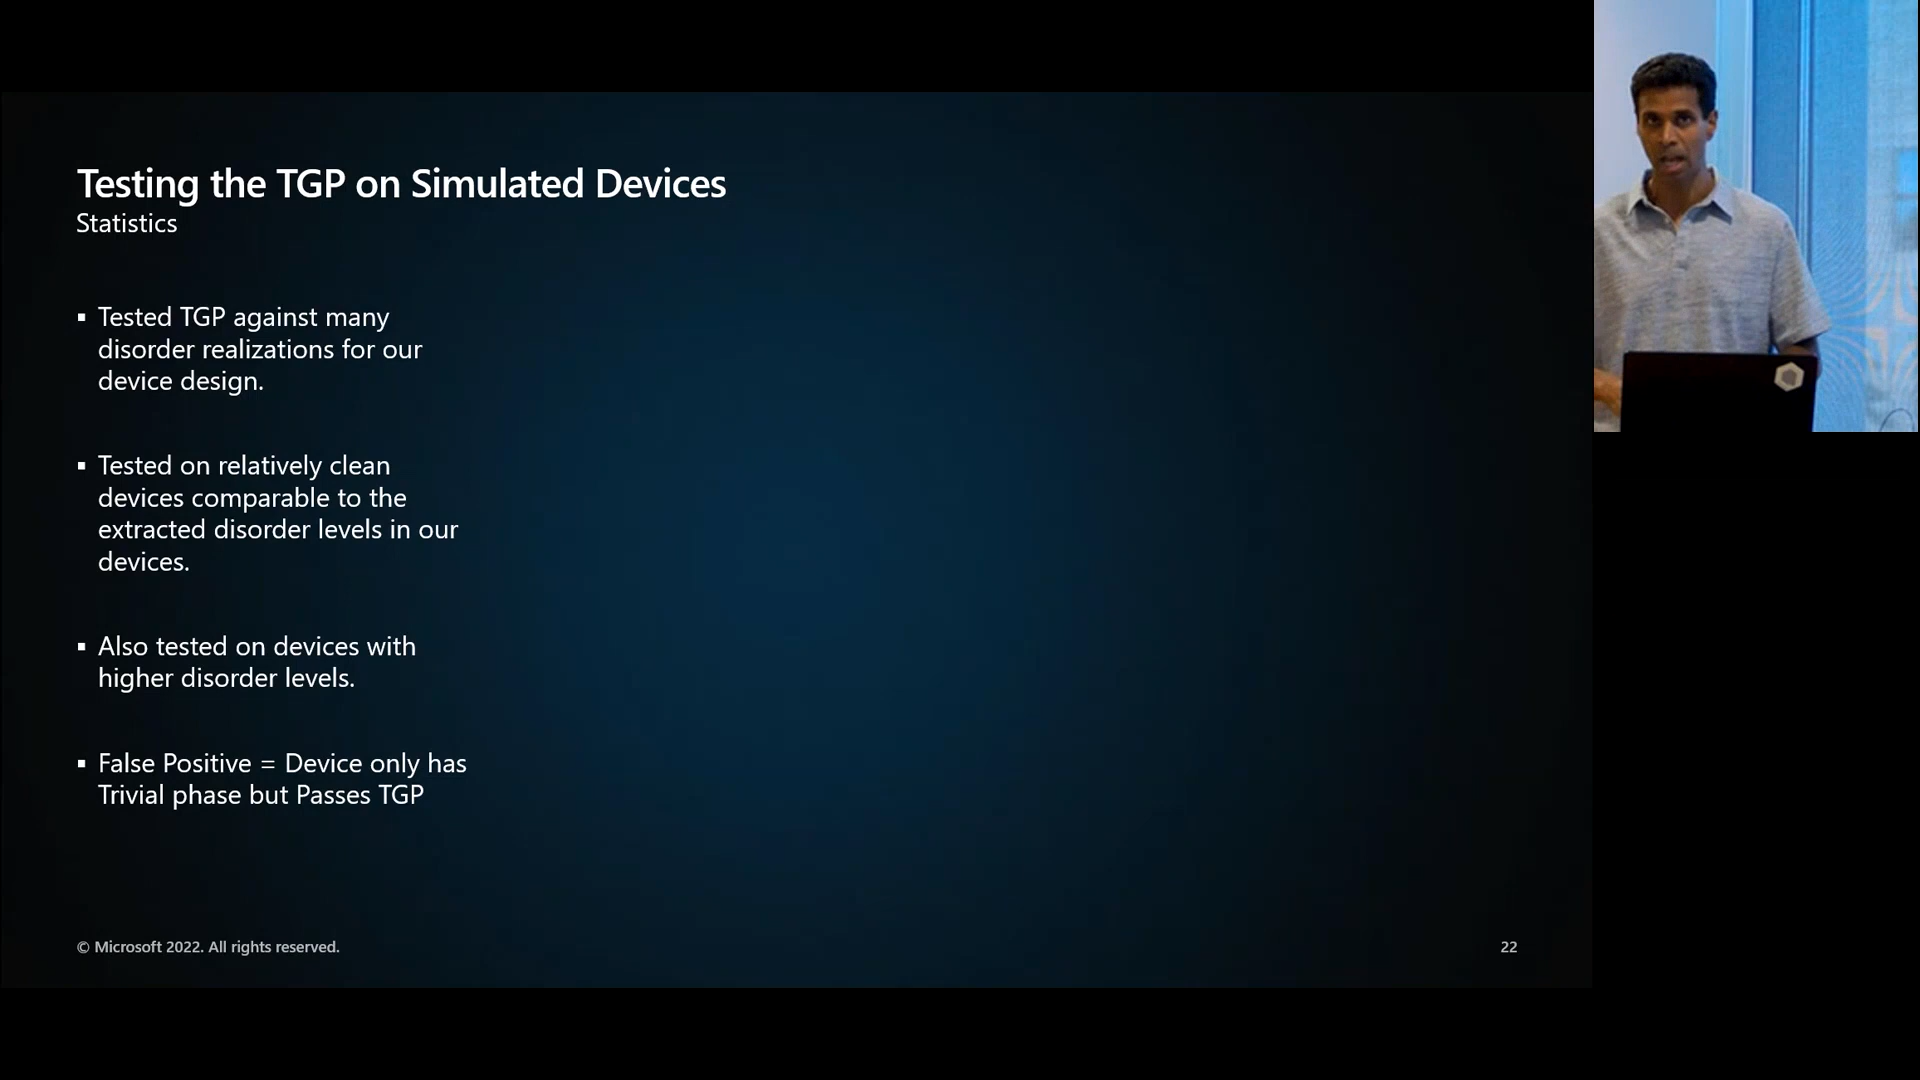 Testing the TGP on Simulated Devices
Statistics
▪ Tested TGP against many
disorder realizations for our
device design.
▪ Tested on relatively clean
devices comparable to the
extracted disorder levels in our
devices.
▪ Also tested on devices with
higher disorder levels.
▪ False Positive = Device only has
Trivial phase but Passes TGP
© Microsoft 2022. All rights reserved.
22